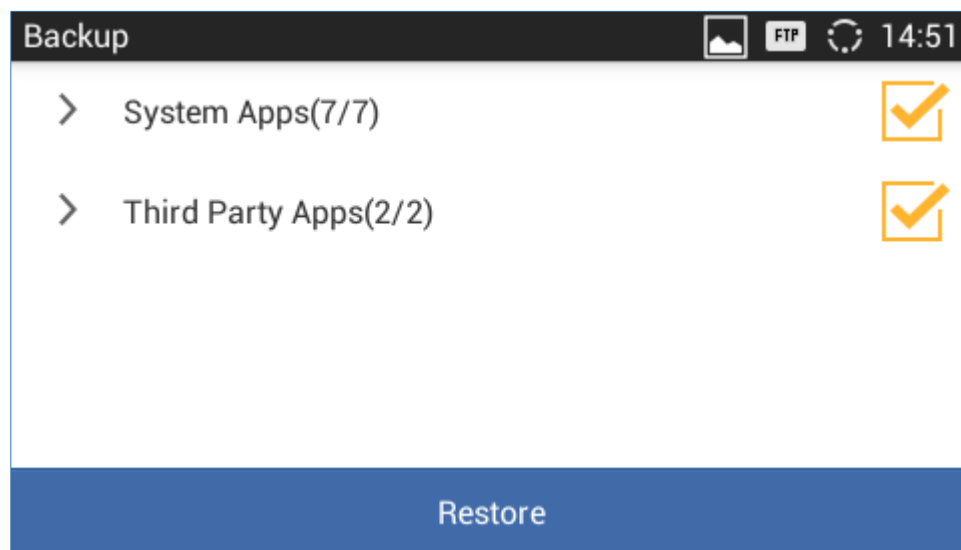 Backup FTP 14:51
System Apps(7/7)
Third Party Apps(2/2)
Restore